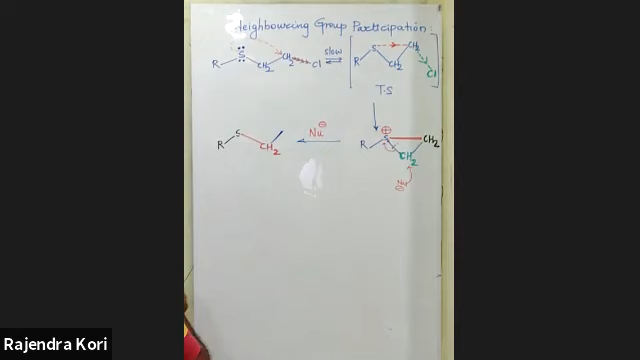 Neighbouring Group Participation
R S CH2 CH2 Cl slow R S CH2 CH2 Cl
T.S
R S CH2 Nu⊖ R S⊕ CH2 CH2
Nu⊖
Rajendra Kori